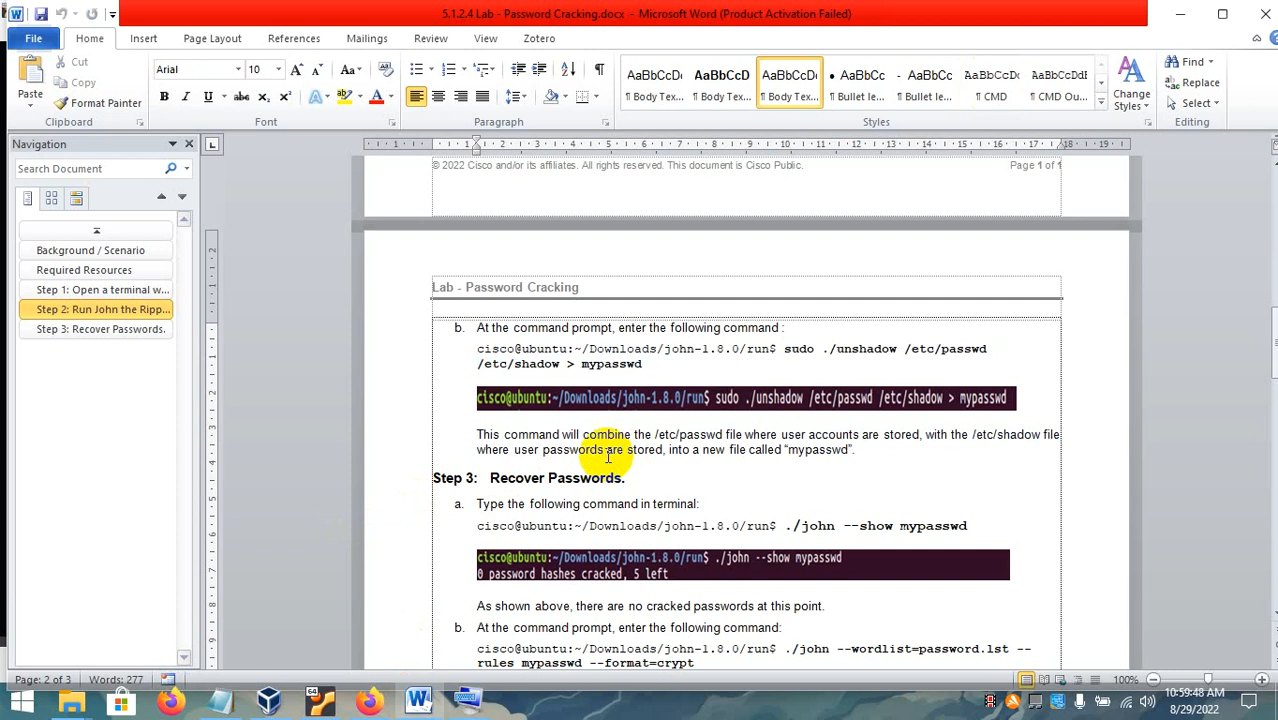 5.1.2.4 Lab - Password Cracking.docx - Microsoft Word (Product Activation Failed)
File Home Insert Page Layout References Mailings Review View Zotero
Paste
Cut
Copy
Format Painter
Clipboard
Arial 10
Font
Paragraph
AaBbCcDc AaBbCcD AaBbCcDc AaBbCc AaBbCc AaBbCcDc AaBbCcDdE
¶ Body Tex... ¶ Body Tex... ¶ Body Tex... ¶ Bullet le... ¶ Bullet le... ¶ CMD ¶ CMD Ou...
Styles
Change
Styles
Find
Replace
Select
Editing
Navigation
Search Document
Background / Scenario
Required Resources
Step 1: Open a terminal w...
Step 2: Run John the Ripp...
Step 3: Recover Passwords.
© 2022 Cisco and/or its affiliates. All rights reserved. This document is Cisco Public. Page 1 of 1
Lab - Password Cracking
b. At the command prompt, enter the following command :
cisco@ubuntu:~/Downloads/john-1.8.0/run$ sudo ./unshadow /etc/passwd
/etc/shadow > mypasswd
cisco@ubuntu:~/Downloads/john-1.8.0/run$ sudo ./unshadow /etc/passwd /etc/shadow > mypasswd
This command will combine the /etc/passwd file where user accounts are stored, with the /etc/shadow file
where user passwords are stored, into a new file called “mypasswd”.
Step 3: Recover Passwords.
a. Type the following command in terminal:
cisco@ubuntu:~/Downloads/john-1.8.0/run$ ./john --show mypasswd
cisco@ubuntu:~/Downloads/john-1.8.0/run$ ./john --show mypasswd
0 password hashes cracked, 5 left
As shown above, there are no cracked passwords at this point.
b. At the command prompt, enter the following command:
cisco@ubuntu:~/Downloads/john-1.8.0/run$ ./john --wordlist=password.lst --
rules mypasswd --format=crypt
Page: 2 of 3 Words: 277 100%
10:59:48 AM
8/29/2022